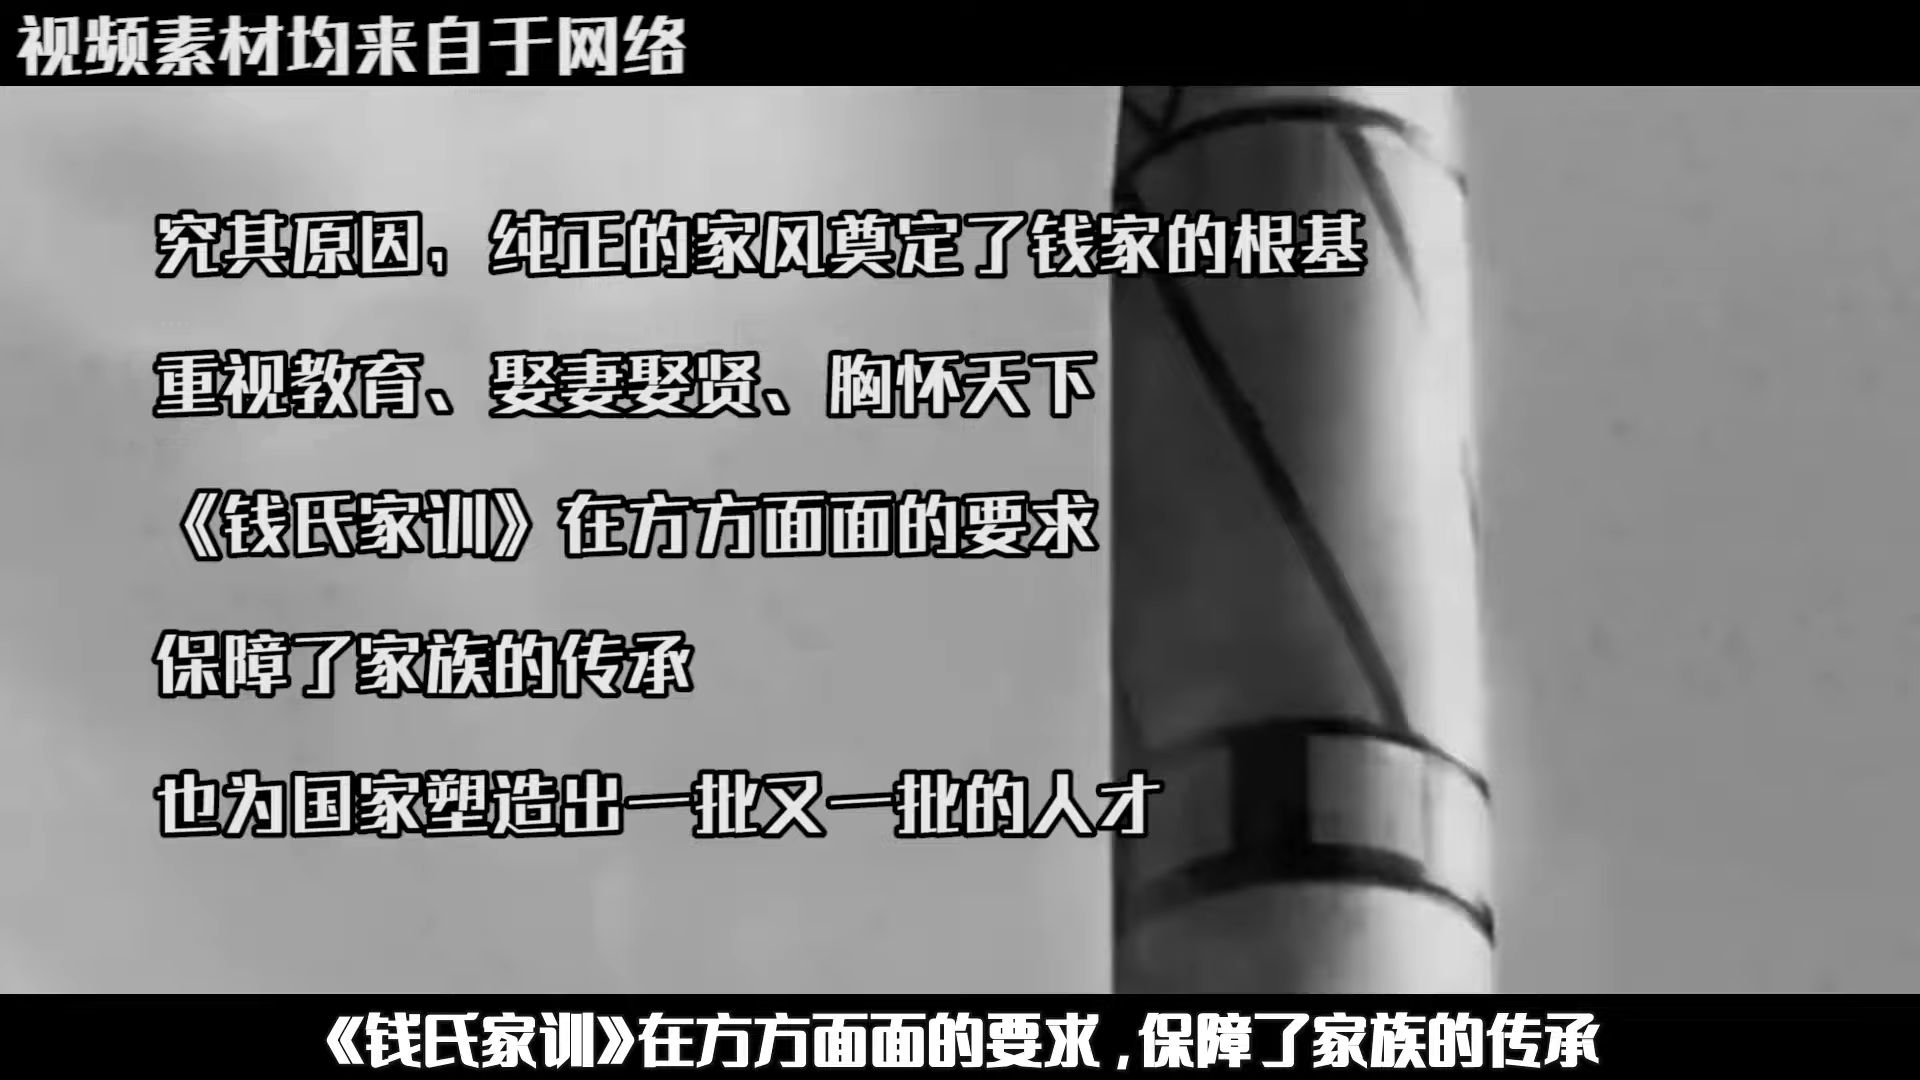 视频素材均来自于网络
究其原因，纯正的家风奠定了钱家的根基
重视教育、娶妻娶贤、胸怀天下
《钱氏家训》在方方面面的要求
保障了家族的传承
也为国家塑造出一批又一批的人才
《钱氏家训》在方方面面的要求,保障了家族的传承